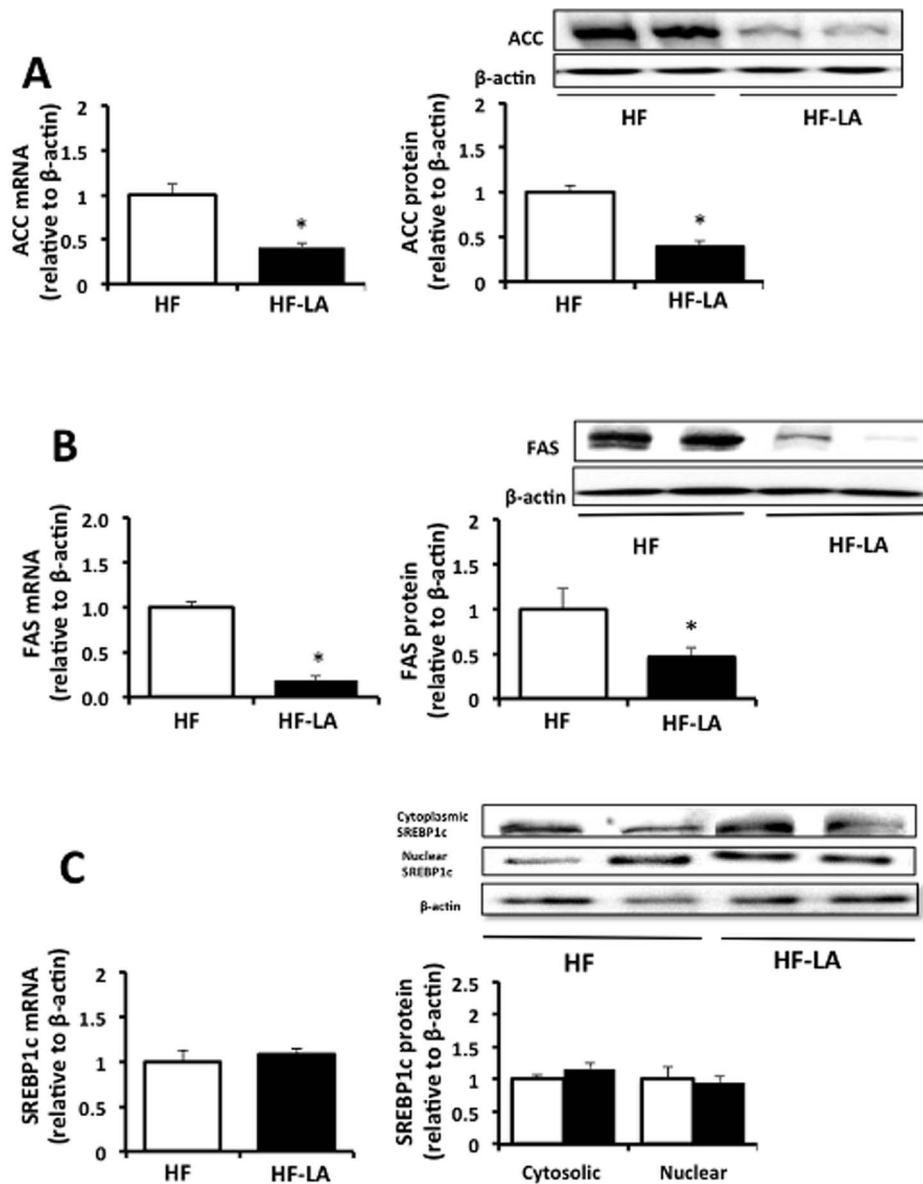 A
ACC
β-actin
HF
HF-LA
ACC mRNA
(relative to β-actin)
2
1.5
1
0.5
0
*
HF
HF-LA
ACC protein
(relative to β-actin)
2
1.5
1
0.5
0
*
HF
HF-LA
B
FAS
β-actin
HF
HF-LA
FAS mRNA
(relative to β-actin)
2.0
1.5
1.0
0.5
0.0
*
HF
HF-LA
FAS protein
(relative to β-actin)
2
1.5
1
0.5
0
*
HF
HF-LA
C
Cytoplasmic
SREBP1c
Nuclear
SREBP1c
β-actin
HF
HF-LA
SREBP1c mRNA
(relative to β-actin)
2
1.5
1
0.5
0
HF
HF-LA
SREBP1c protein
(relative to β-actin)
2.5
2
1.5
1
0.5
0
Cytosolic
Nuclear